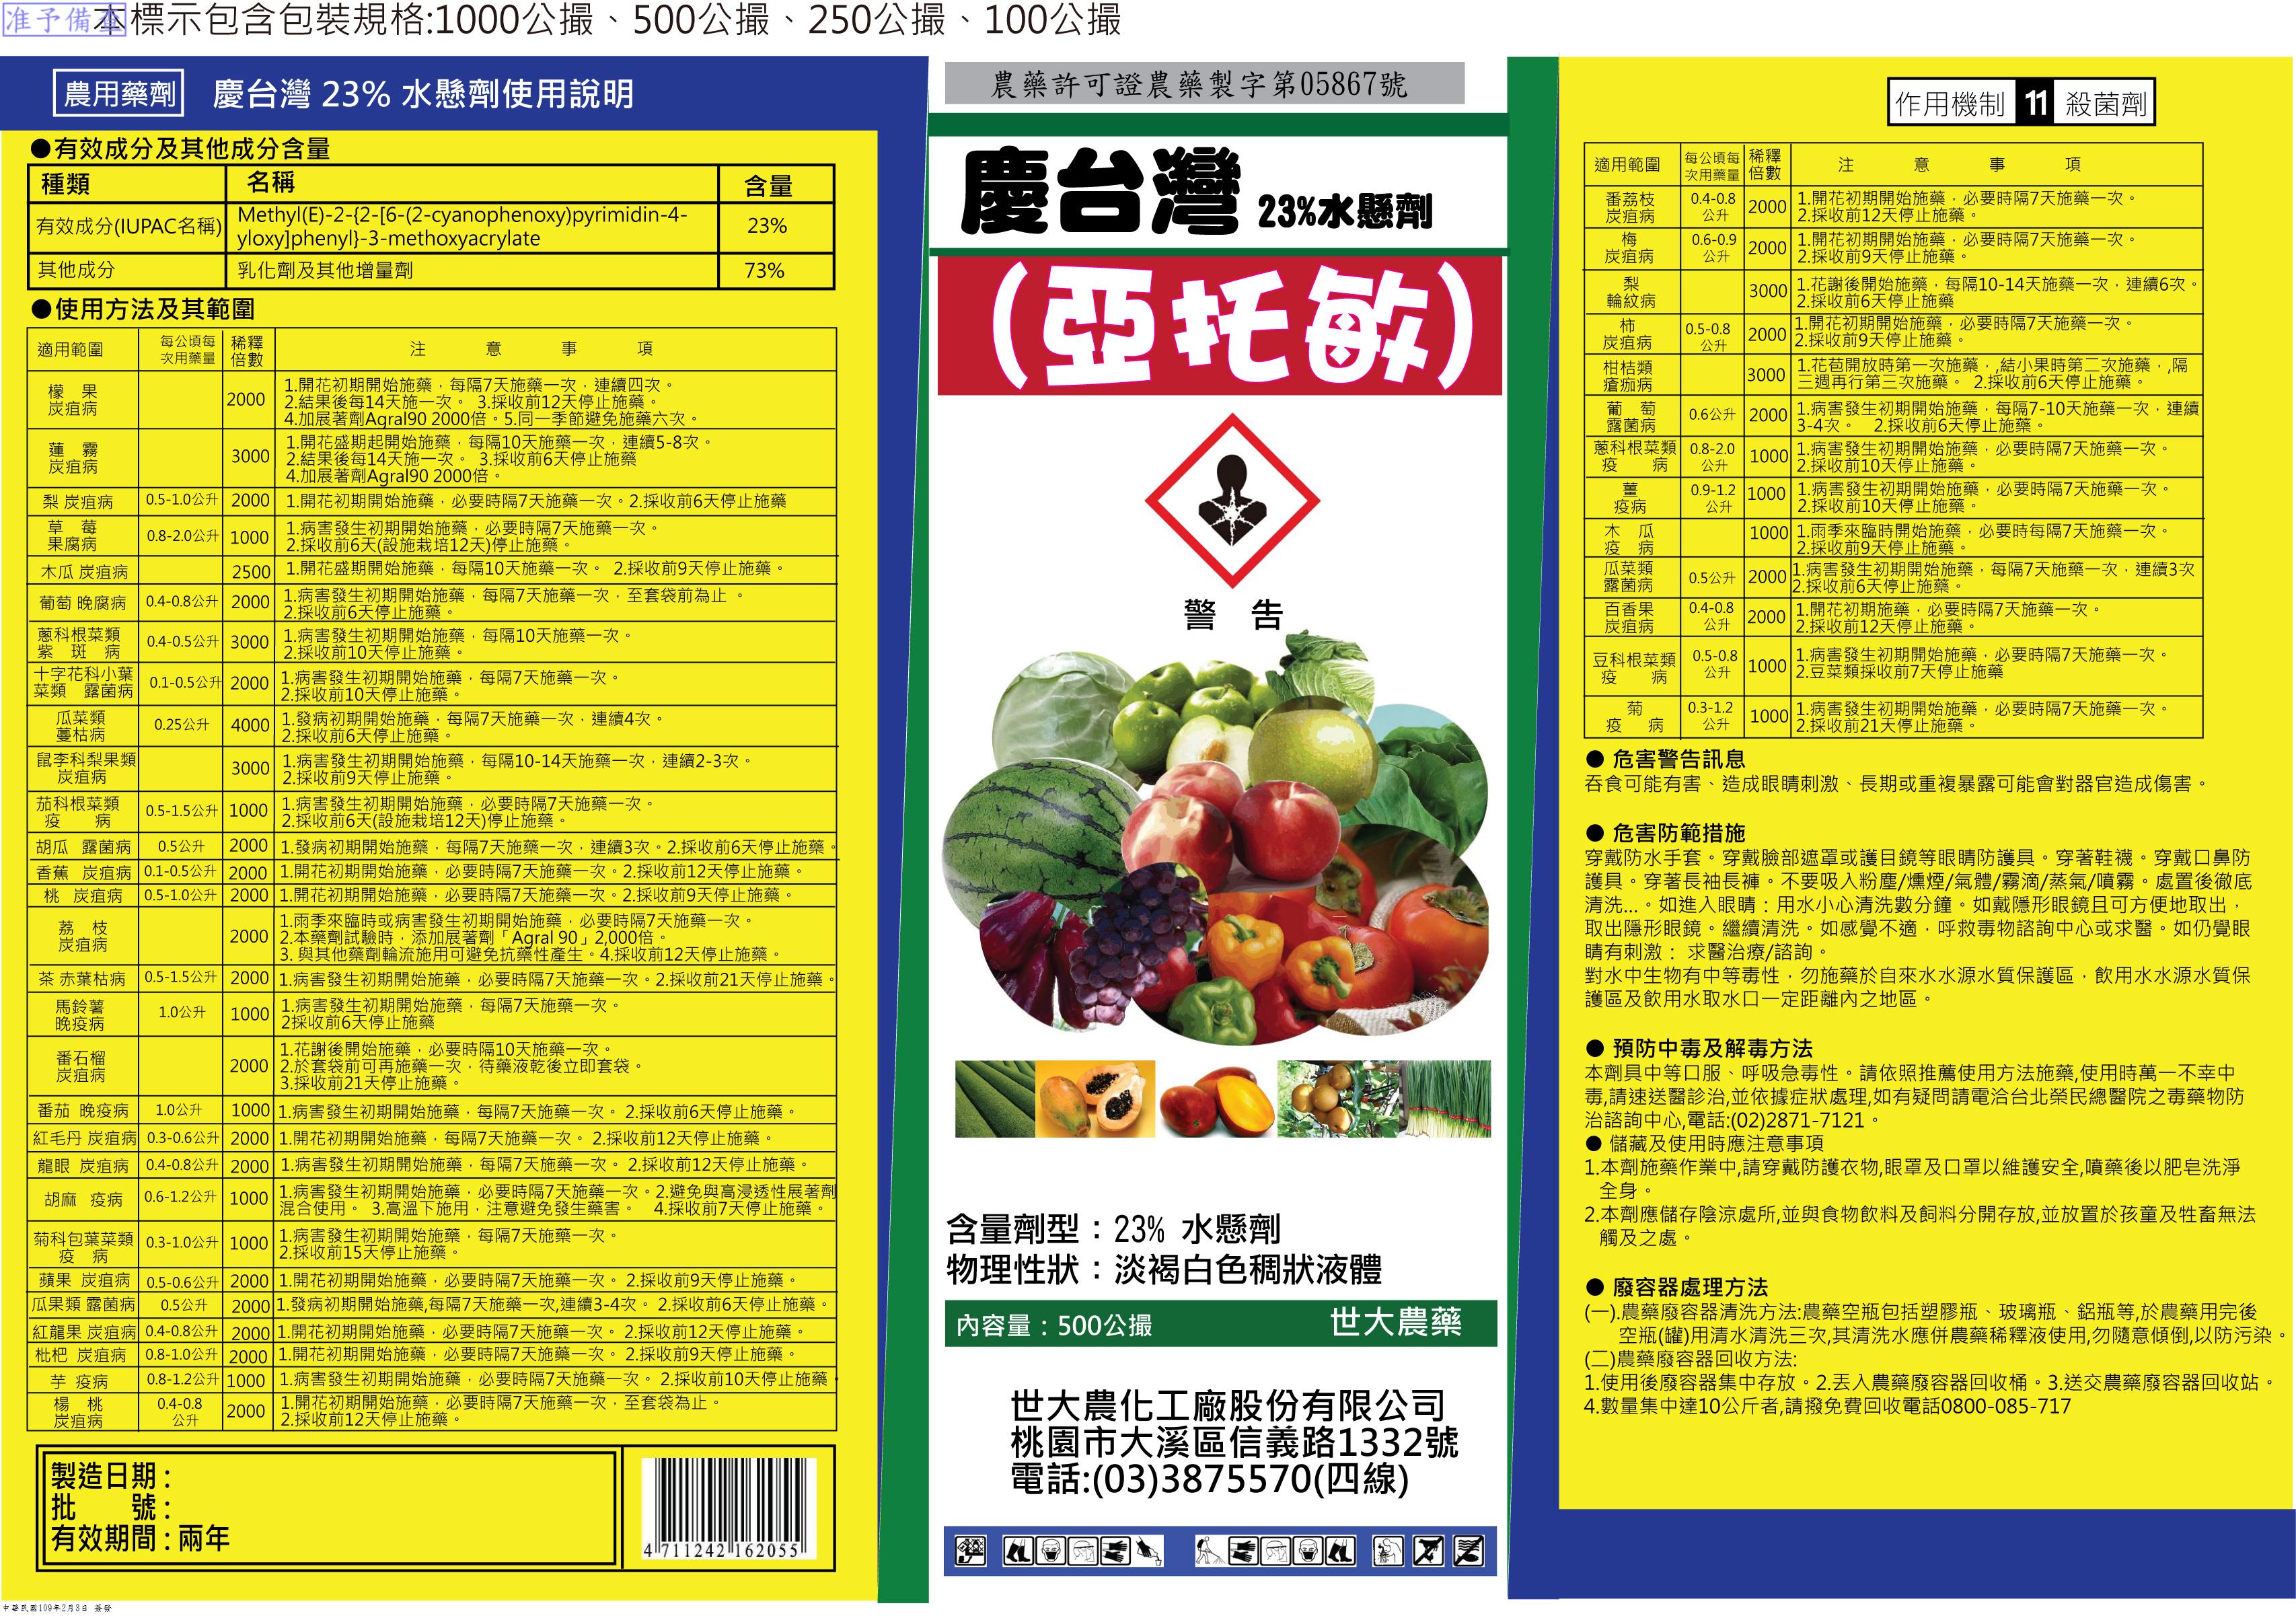 准予備查
本標示包含包裝規格:1000公撮、500公撮、250公撮、100公撮
農用藥劑 慶台灣 23% 水懸劑使用說明
●有效成分及其他成分含量
種類 名稱 含量
有效成分(IUPAC名稱) Methyl(E)-2-{2-[6-(2-cyanophenoxy)pyrimidin-4-
yloxy]phenyl}-3-methoxyacrylate 23%
其他成分 乳化劑及其他增量劑 73%
●使用方法及其範圍
適用範圍 每公頃每次用藥量 稀釋倍數 注 意 事 項
檬 果
炭疽病 2000
1.開花初期開始施藥，每隔7天施藥一次，連續四次。
2.結果後每14天施一次。 3.採收前12天停止施藥。
4.加展著劑Agral90 2000倍。5.同一季節避免施藥六次。
蓮 霧
炭疽病 3000
1.開花盛期起開始施藥，每隔10天施藥一次，連續5-8次。
2.結果後每14天施一次。 3.採收前6天停止施藥
4.加展著劑Agral90 2000倍。
梨 炭疽病 0.5-1.0公升 2000 1.開花初期開始施藥，必要時隔7天施藥一次。2.採收前6天停止施藥
草 莓
果腐病 0.8-2.0公升 1000
1.病害發生初期開始施藥，必要時隔7天施藥一次。
2.採收前6天(設施栽培12天)停止施藥。
木瓜 炭疽病 2500 1.開花盛期開始施藥，每隔10天施藥一次。 2.採收前9天停止施藥。
葡萄 晚腐病 0.4-0.8公升 2000
1.病害發生初期開始施藥，每隔7天施藥一次，至套袋前為止 。
2.採收前6天停止施藥。
蔥科根菜類
紫 斑 病 0.4-0.5公升 3000
1.病害發生初期開始施藥，每隔10天施藥一次。
2.採收前10天停止施藥。
十字花科小葉
菜類 露菌病 0.1-0.5公升 2000
1.病害發生初期開始施藥，每隔7天施藥一次。
2.採收前10天停止施藥。
瓜菜類
蔓枯病 0.25公升 4000
1.發病初期開始施藥，每隔7天施藥一次，連續4次。
2.採收前6天停止施藥。
鼠李科梨果類
炭疽病 3000
1.病害發生初期開始施藥，每隔10-14天施藥一次，連續2-3次。
2.採收前9天停止施藥。
茄科根菜類
疫 病 0.5-1.5公升 1000
1.病害發生初期開始施藥，必要時隔7天施藥一次。
2.採收前6天(設施栽培12天)停止施藥。
胡瓜 露菌病 0.5公升 2000 1.發病初期開始施藥，每隔7天施藥一次，連續3次。2.採收前6天停止施藥。
香蕉 炭疽病 0.1-0.5公升 2000 1.開花初期開始施藥，必要時隔7天施藥一次。2.採收前12天停止施藥。
桃 炭疽病 0.5-1.0公升 2000 1.開花初期開始施藥，必要時隔7天施藥一次。2.採收前9天停止施藥。
荔 枝
炭疽病 2000
1.雨季來臨時或病害發生初期開始施藥，必要時隔7天施藥一次。
2.本藥劑試驗時，添加展著劑「Agral 90」2,000倍。
3. 與其他藥劑輪流施用可避免抗藥性產生。4.採收前12天停止施藥。
茶 赤葉枯病 0.5-1.5公升 2000 1.病害發生初期開始施藥，必要時隔7天施藥一次。2.採收前21天停止施藥。
馬鈴薯
晚疫病 1.0公升 1000
1.病害發生初期開始施藥，每隔7天施藥一次。
2採收前6天停止施藥
番石榴
炭疽病 2000
1.花謝後開始施藥，必要時隔10天施藥一次。
2.於套袋前可再施藥一次，待藥液乾後立即套袋。
3.採收前21天停止施藥。
番茄 晚疫病 1.0公升 1000 1.病害發生初期開始施藥，每隔7天施藥一次。 2.採收前6天停止施藥。
紅毛丹 炭疽病 0.3-0.6公升 2000 1.開花初期開始施藥，每隔7天施藥一次。 2.採收前12天停止施藥。
龍眼 炭疽病 0.4-0.8公升 2000 1.病害發生初期開始施藥，每隔7天施藥一次。 2.採收前12天停止施藥。
胡麻 疫病 0.6-1.2公升 1000
1.病害發生初期開始施藥，必要時隔7天施藥一次。2.避免與高浸透性展著劑
混合使用。 3.高溫下施用，注意避免發生藥害。 4.採收前7天停止施藥。
菊科包葉菜類
疫 病 0.3-1.0公升 1000
1.病害發生初期開始施藥，每隔7天施藥一次。
2.採收前15天停止施藥。
蘋果 炭疽病 0.5-0.6公升 2000 1.開花初期開始施藥，必要時隔7天施藥一次。 2.採收前9天停止施藥。
瓜果類 露菌病 0.5公升 2000 1.發病初期開始施藥,每隔7天施藥一次,連續3-4次。 2.採收前6天停止施藥。
紅龍果 炭疽病 0.4-0.8公升 2000 1.開花初期開始施藥，必要時隔7天施藥一次。 2.採收前12天停止施藥。
枇杷 炭疽病 0.8-1.0公升 2000 1.開花初期開始施藥，必要時隔7天施藥一次。 2.採收前9天停止施藥。
芋 疫病 0.8-1.2公升 1000 1.病害發生初期開始施藥，必要時隔7天施藥一次。 2.採收前10天停止施藥
楊 桃
炭疽病 0.4-0.8公升 2000
1.開花初期開始施藥，必要時隔7天施藥一次，至套袋為止。
2.採收前12天停止施藥。
製造日期：
批 號：
有效期間：兩年
4 711242 162055
中華民國109年2月3日 簽發
農藥許可證農藥製字第05867號
慶台灣 23%水懸劑
(亞托敏)
警 告
含量劑型：23% 水懸劑
物理性狀：淡褐白色稠狀液體
內容量：500公撮 世大農藥
世大農化工廠股份有限公司
桃園市大溪區信義路1332號
電話:(03)3875570(四線)
作用機制 11 殺菌劑
適用範圍 每公頃每次用藥量 稀釋倍數 注 意 事 項
番荔枝
炭疽病 0.4-0.8公升 2000
1.開花初期開始施藥，必要時隔7天施藥一次。
2.採收前12天停止施藥。
梅
炭疽病 0.6-0.9公升 2000
1.開花初期開始施藥，必要時隔7天施藥一次。
2.採收前9天停止施藥。
梨
輪紋病 3000
1.花謝後開始施藥，每隔10-14天施藥一次，連續6次。
2.採收前6天停止施藥
柿
炭疽病 0.5-0.8公升 2000
1.開花初期開始施藥，必要時隔7天施藥一次。
2.採收前9天停止施藥。
柑桔類
瘡痂病 3000
1.花苞開放時第一次施藥，,結小果時第二次施藥，,隔
三週再行第三次施藥。 2.採收前6天停止施藥。
葡 萄
露菌病 0.6公升 2000
1.病害發生初期開始施藥，每隔7-10天施藥一次，連續
3-4次。 2.採收前6天停止施藥。
蔥科根菜類
疫 病 0.8-2.0公升 1000
1.病害發生初期開始施藥，必要時隔7天施藥一次。
2.採收前10天停止施藥。
薑
疫病 0.9-1.2公升 1000
1.病害發生初期開始施藥，必要時隔7天施藥一次。
2.採收前10天停止施藥。
木 瓜
疫 病 1000
1.雨季來臨時開始施藥，必要時每隔7天施藥一次。
2.採收前9天停止施藥。
瓜菜類
露菌病 0.5公升 2000
1.病害發生初期開始施藥，每隔7天施藥一次，連續3次
2.採收前6天停止施藥。
百香果
炭疽病 0.4-0.8公升 2000
1.開花初期施藥，必要時隔7天施藥一次。
2.採收前12天停止施藥。
豆科根菜類
疫 病 0.5-0.8公升 1000
1.病害發生初期開始施藥，必要時隔7天施藥一次。
2.豆菜類採收前7天停止施藥
菊
疫 病 0.3-1.2公升 1000
1.病害發生初期開始施藥，必要時隔7天施藥一次。
2.採收前21天停止施藥。
● 危害警告訊息
吞食可能有害、造成眼睛刺激、長期或重複暴露可能會對器官造成傷害。
● 危害防範措施
穿戴防水手套。穿戴臉部遮罩或護目鏡等眼睛防護具。穿著鞋襪。穿戴口鼻防
護具。穿著長袖長褲。不要吸入粉塵/燻煙/氣體/霧滴/蒸氣/噴霧。處置後徹底
清洗...。如進入眼睛：用水小心清洗數分鐘。如戴隱形眼鏡且可方便地取出，
取出隱形眼鏡。繼續清洗。如感覺不適，呼救毒物諮詢中心或求醫。如仍覺眼
睛有刺激： 求醫治療/諮詢。
對水中生物有中等毒性，勿施藥於自來水水源水質保護區，飲用水水源水質保
護區及飲用水取水口一定距離內之地區。
● 預防中毒及解毒方法
本劑具中等口服、呼吸急毒性。請依照推薦使用方法施藥,使用時萬一不幸中
毒,請速送醫診治,並依據症狀處理,如有疑問請電洽台北榮民總醫院之毒藥物防
治諮詢中心,電話:(02)2871-7121。
● 儲藏及使用時應注意事項
1.本劑施藥作業中,請穿戴防護衣物,眼罩及口罩以維護安全,噴藥後以肥皂洗淨
全身。
2.本劑應儲存陰涼處所,並與食物飲料及飼料分開存放,並放置於孩童及牲畜無法
觸及之處。
● 廢容器處理方法
(一).農藥廢容器清洗方法:農藥空瓶包括塑膠瓶、玻璃瓶、鋁瓶等,於農藥用完後
空瓶(罐)用清水清洗三次,其清洗水應併農藥稀釋液使用,勿隨意傾倒,以防污染。
(二)農藥廢容器回收方法:
1.使用後廢容器集中存放。2.丟入農藥廢容器回收桶。3.送交農藥廢容器回收站。
4.數量集中達10公斤者,請撥免費回收電話0800-085-717